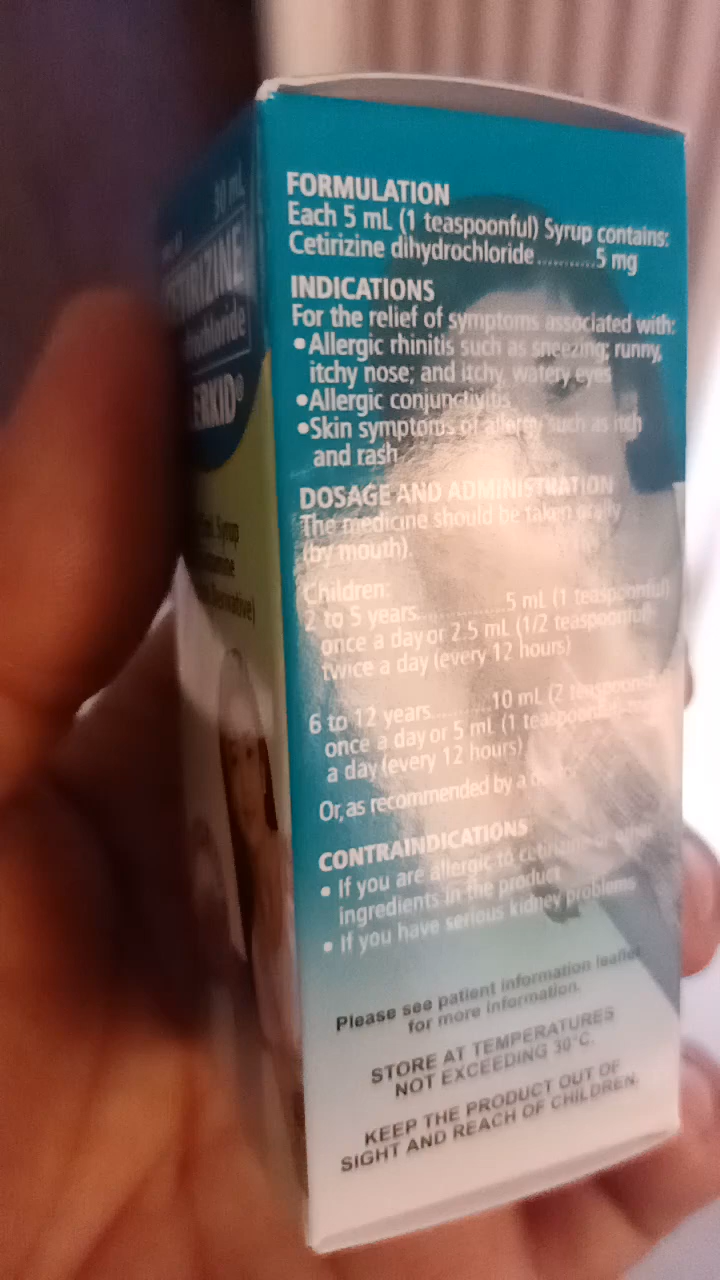 30 mL
CETIRIZINE
ERKID®
Syrup
FORMULATION
Each 5 mL (1 teaspoonful) Syrup contains:
Cetirizine dihydrochloride...........5 mg
INDICATIONS
For the relief of symptoms associated with:
•Allergic rhinitis such as sneezing; runny,
itchy nose; and itchy, watery eyes
•Allergic conjunctivitis
•Skin symptoms of allergy such as itch
and rash
DOSAGE AND ADMINISTRATION
The medicine should be taken orally
(by mouth).
Children:
2 to 5 years................5 mL (1 teaspoonful)
once a day or 2.5 mL (1/2 teaspoonful)
twice a day (every 12 hours)
6 to 12 years..........10 mL (2
once a day or 5 mL (1
a day (every 12 hours)
Or, as recommended by a
CONTRAINDICATIONS
• If you are allergic to
ingredients in the product
• If you have serious kidney problems
Please see patient information leaflet
for more information.
STORE AT TEMPERATURES
NOT EXCEEDING 30°C.
KEEP THE PRODUCT OUT OF
SIGHT AND REACH OF CHILDREN.